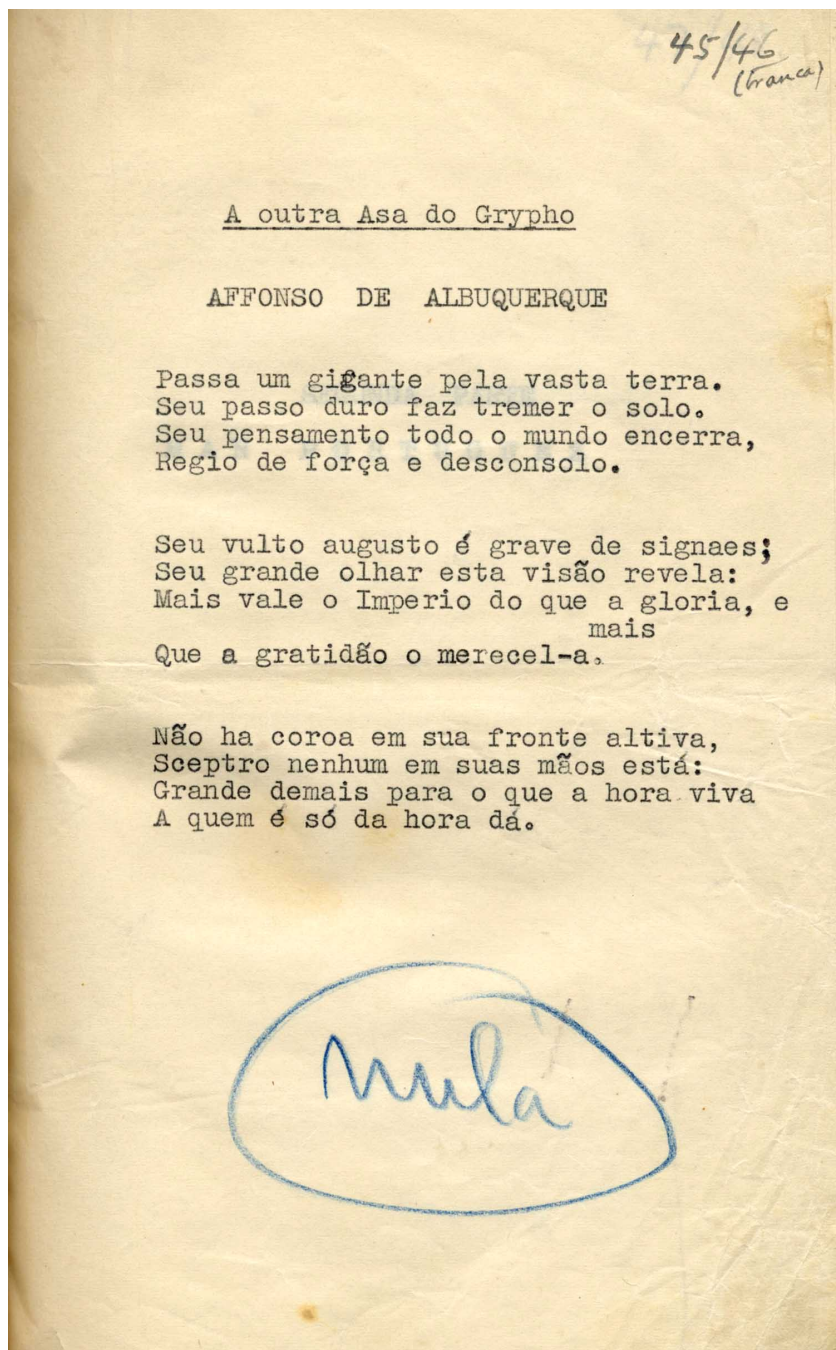 45/46
(branca)
A outra Asa do Grypho
AFFONSO DE ALBUQUERQUE
Passa um gigante pela vasta terra.
Seu passo duro faz tremer o solo.
Seu pensamento todo o mundo encerra,
Regio de força e desconsolo.
Seu vulto augusto é grave de signaes;
Seu grande olhar esta visão revela:
Mais vale o Imperio do que a gloria, e
mais
Que a gratidão o merecel-a.
Não ha coroa em sua fronte altiva,
Sceptro nenhum em suas mãos está:
Grande demais para o que a hora viva
A quem é só da hora dá.
nula